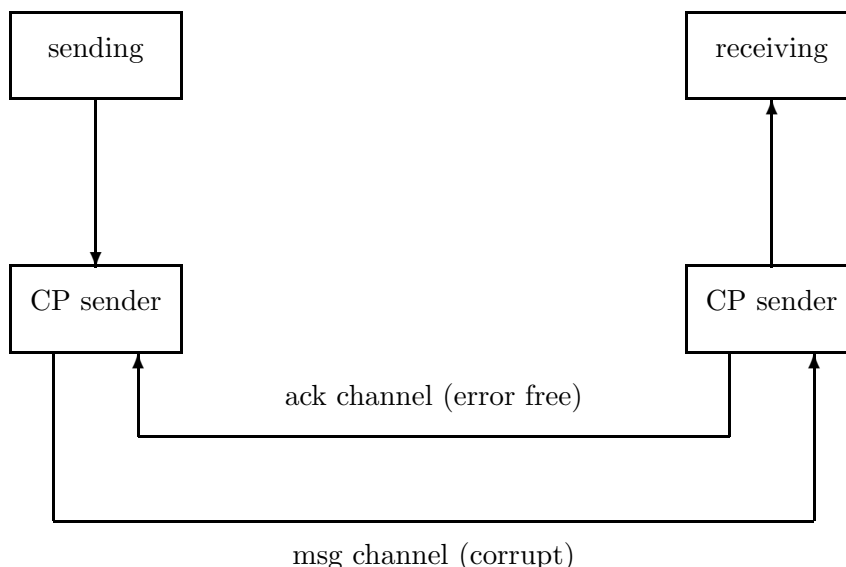 sending
receiving
CP sender
CP sender
ack channel (error free)
msg channel (corrupt)